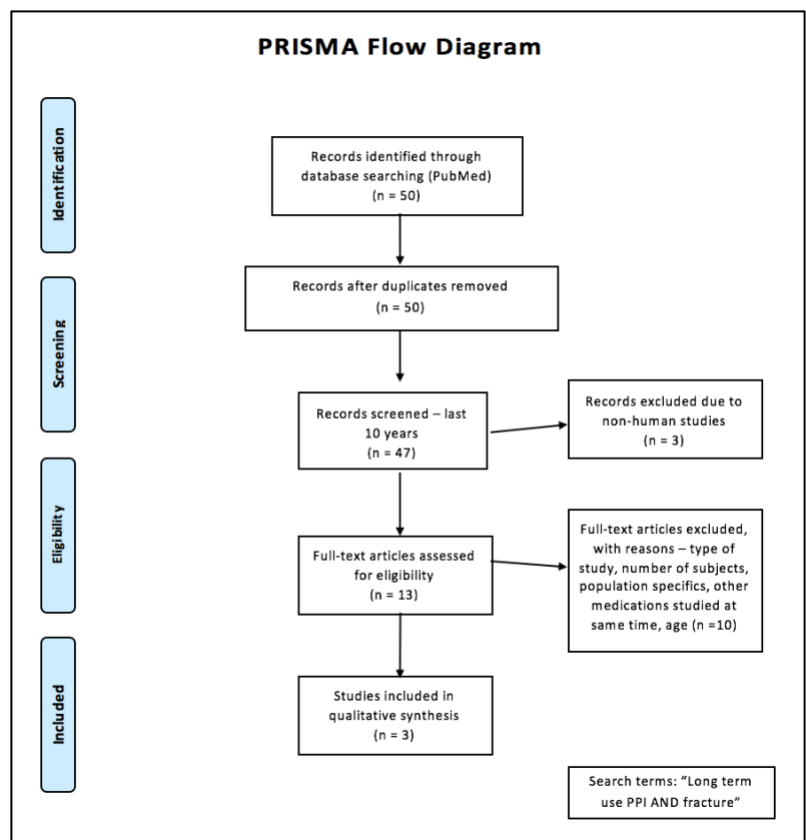 PRISMA Flow Diagram
Identification
Records identified through
database searching (PubMed)
(n = 50)
Records after duplicates removed
(n = 50)
Screening
Records screened – last
10 years
(n = 47)
Records excluded due to
non-human studies
(n = 3)
Eligibility
Full-text articles assessed
for eligibility
(n = 13)
Full-text articles excluded,
with reasons – type of
study, number of subjects,
population specifics, other
medications studied at
same time, age (n =10)
Included
Studies included in
qualitative synthesis
(n = 3)
Search terms: “Long term
use PPI AND fracture”